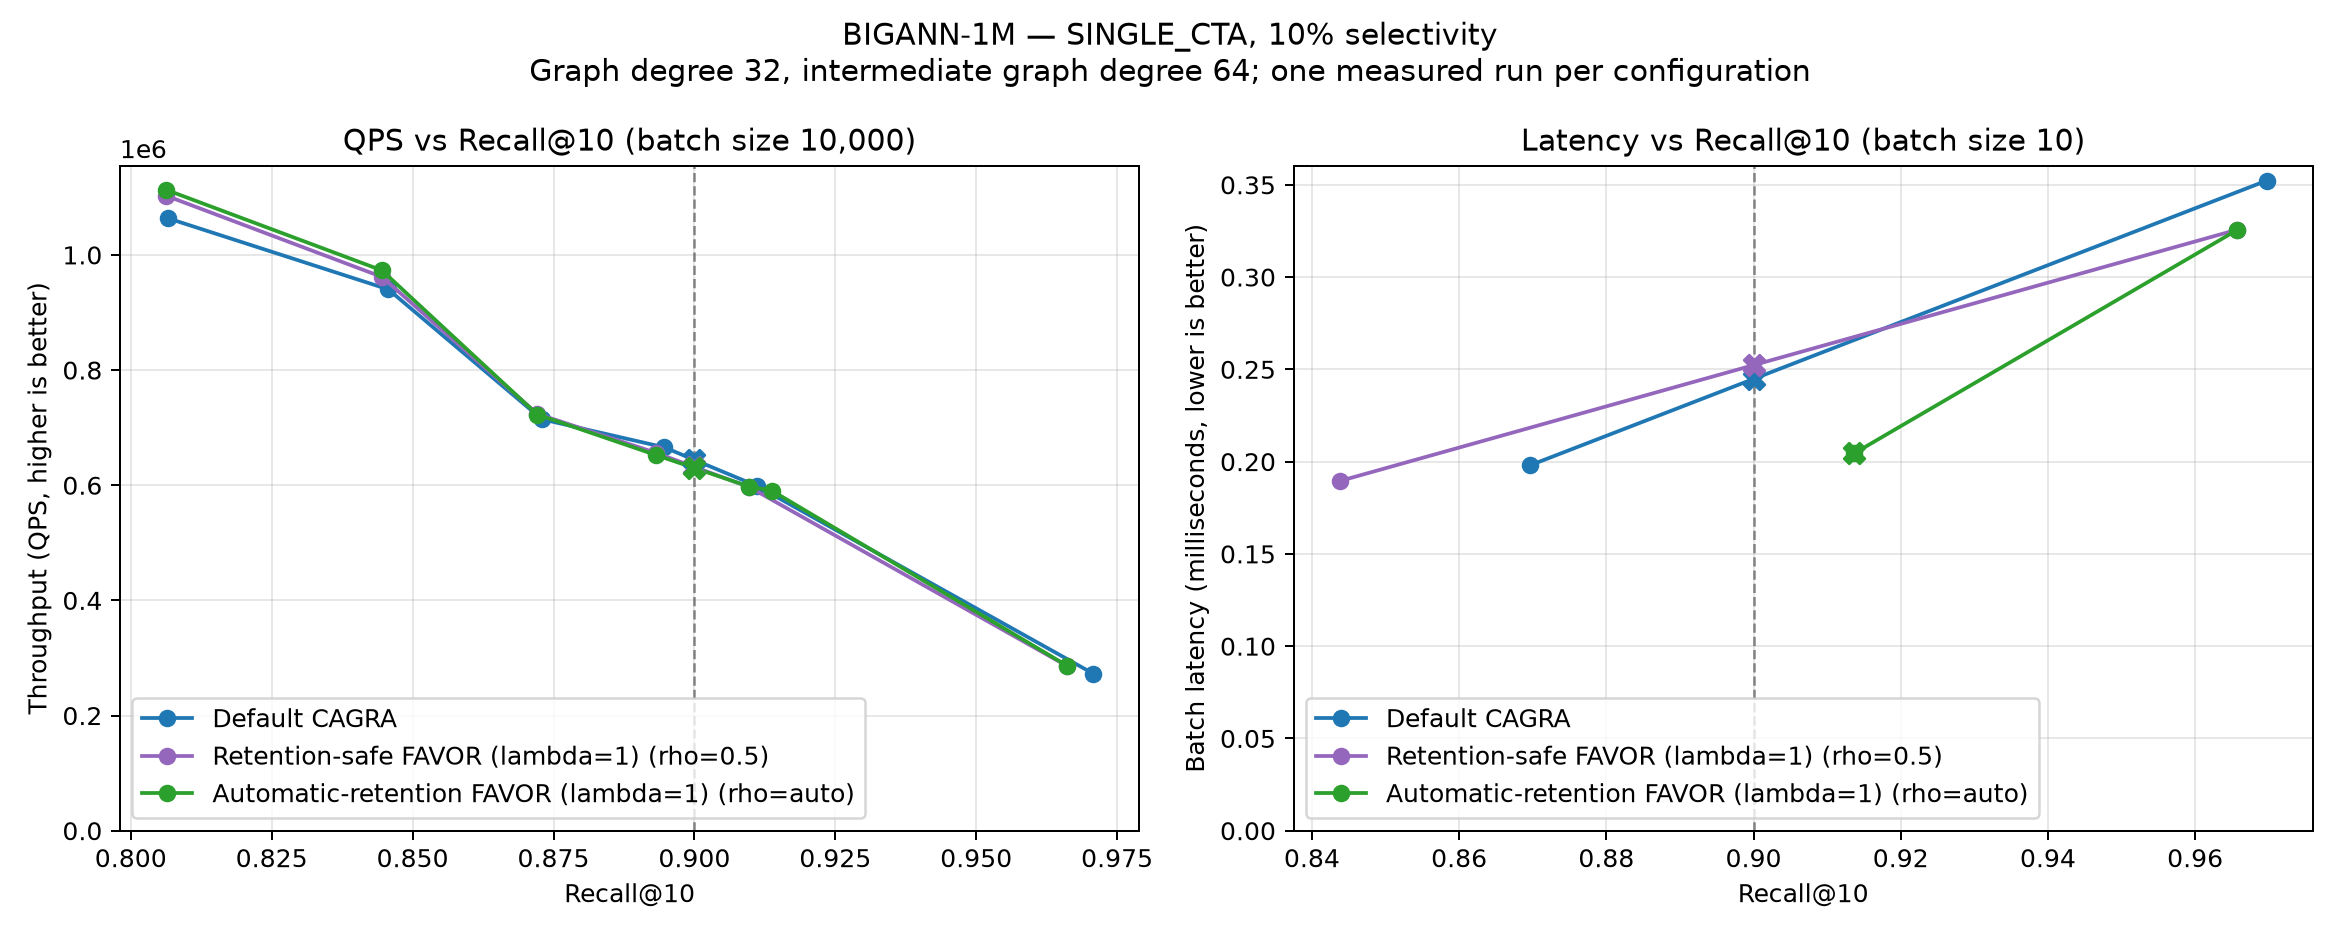 BIGANN-1M — SINGLE_CTA, 10% selectivity
Graph degree 32, intermediate graph degree 64; one measured run per configuration
QPS vs Recall@10 (batch size 10,000)
1e6
Throughput (QPS, higher is better)
1.0
0.8
0.6
0.4
0.2
0.0
Default CAGRA
Retention-safe FAVOR (lambda=1) (rho=0.5)
Automatic-retention FAVOR (lambda=1) (rho=auto)
0.800 0.825 0.850 0.875 0.900 0.925 0.950 0.975
Recall@10
Latency vs Recall@10 (batch size 10)
Batch latency (milliseconds, lower is better)
0.35
0.30
0.25
0.20
0.15
0.10
0.05
0.00
Default CAGRA
Retention-safe FAVOR (lambda=1) (rho=0.5)
Automatic-retention FAVOR (lambda=1) (rho=auto)
0.84 0.86 0.88 0.90 0.92 0.94 0.96
Recall@10